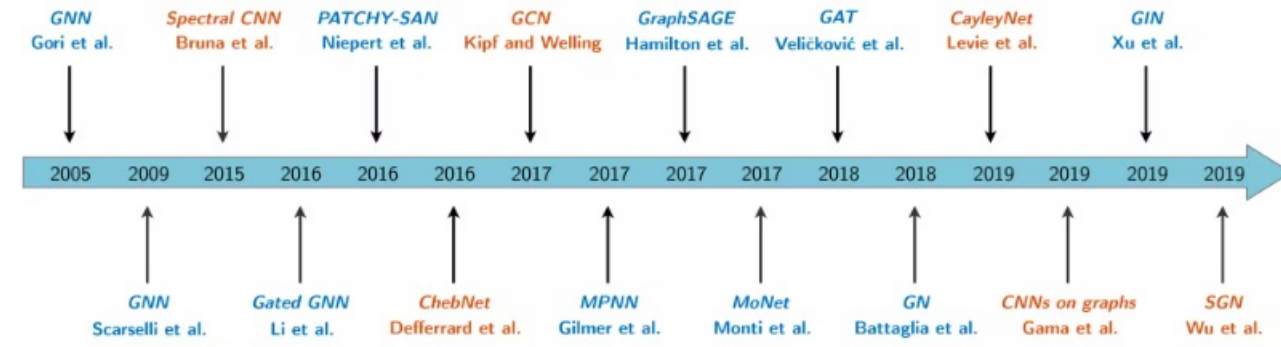 GNN Spectral CNN PATCHY-SAN GCN GraphSAGE GAT CayleyNet GIN
Gori et al. Bruna et al. Niepert et al. Kipf and Welling Hamilton et al. Veličković et al. Levie et al. Xu et al.
2005 2009 2015 2016 2016 2016 2017 2017 2017 2017 2018 2018 2019 2019 2019 2019
GNN Gated GNN ChebNet MPNN MoNet GN CNNs on graphs SGN
Scarselli et al. Li et al. Defferrard et al. Gilmer et al. Monti et al. Battaglia et al. Gama et al. Wu et al.